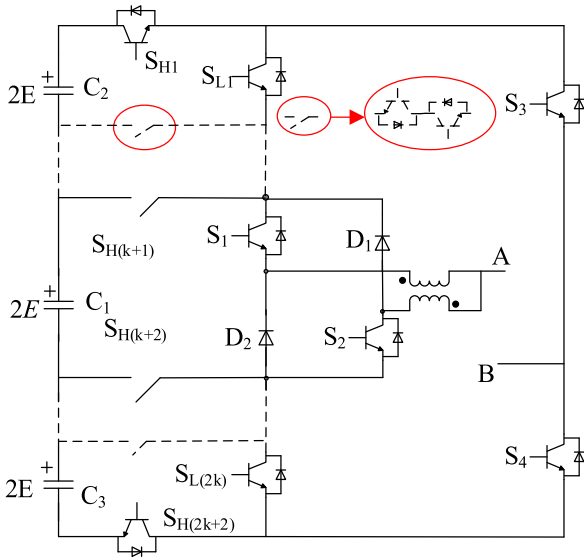 S_H1
S_L1
2E
C_2
S_3
S_1
D_1
S_H(k+1)
A
2E
C_1
S_H(k+2)
D_2
S_2
B
S_L(2k)
S_4
2E
C_3
S_H(2k+2)